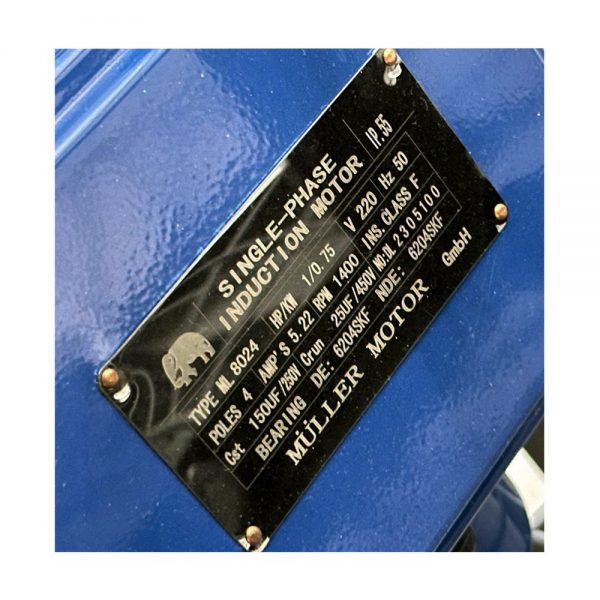 SINGLE-PHASE
INDUCTION MOTOR IP.55
TYPE ML 8024 HP/KW 1/0.75 V 220 Hz 50
POLES 4 AMP'S 5.22 RPM 1400 INS.CLASS F
Cst 150UF/250V Crun 25UF/450V NO:DL2305100
BEARING DE: 6204SKF NDE: 6204SKF
MÜLLER MOTOR GmbH